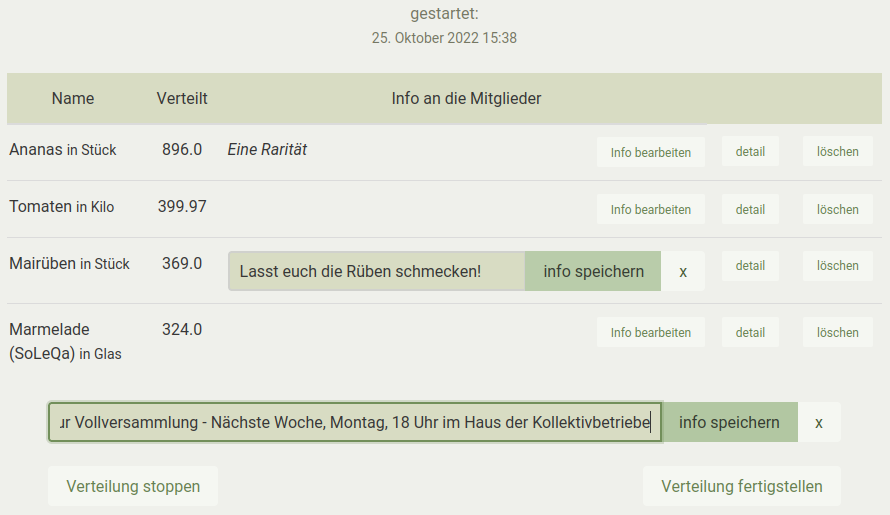 gestartet:
25. Oktober 2022 15:38
Name Verteilt Info an die Mitglieder
Ananas in Stück 896.0 Eine Rarität Info bearbeiten detail löschen
Tomaten in Kilo 399.97 Info bearbeiten detail löschen
Mairüben in Stück 369.0 Lasst euch die Rüben schmecken! info speichern x detail löschen
Marmelade 324.0 Info bearbeiten detail löschen
(SoLeQa) in Glas
Vollversammlung - Nächste Woche, Montag, 18 Uhr im Haus der Kollektivbetriebe info speichern x
Verteilung stoppen Verteilung fertigstellen